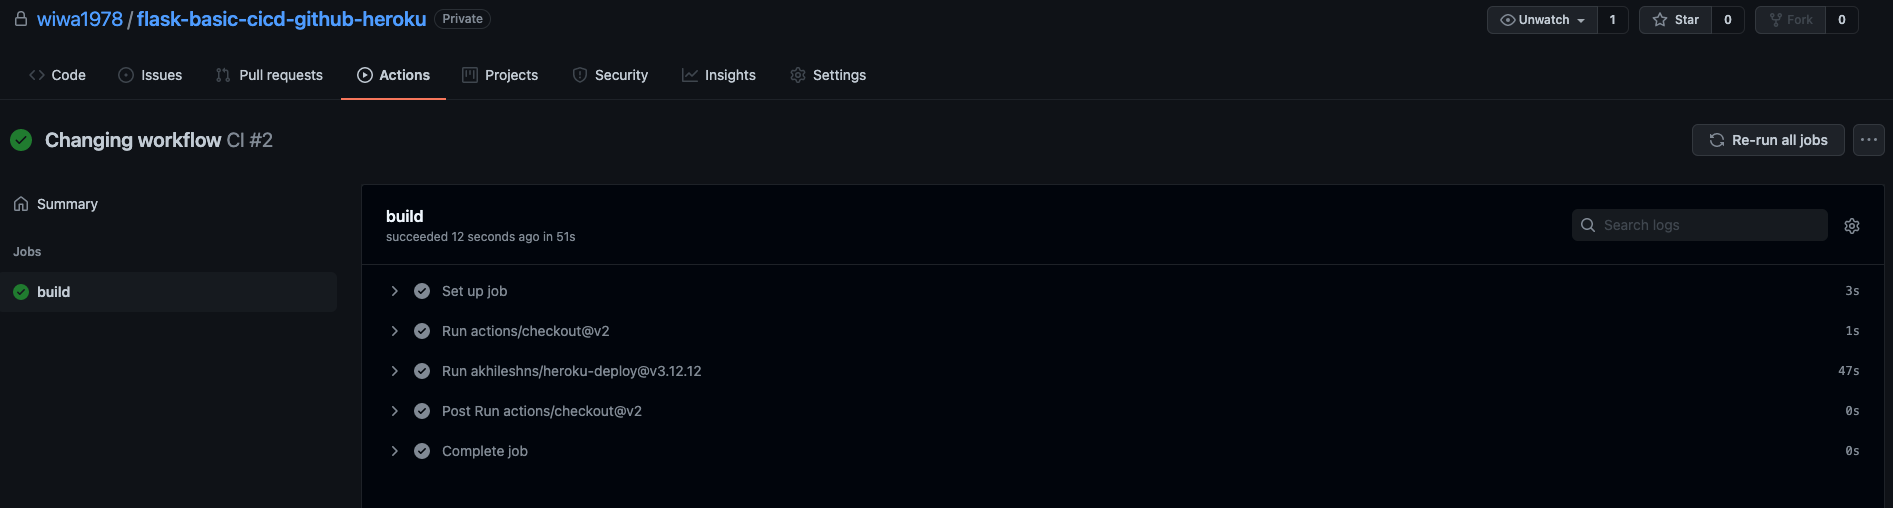 wiwa1978 / flask-basic-cicd-github-heroku Private
Unwatch 1 Star 0 Fork 0
Code Issues Pull requests Actions Projects Security Insights Settings
Changing workflow CI #2
Re-run all jobs
Summary
Jobs
build
build
succeeded 12 seconds ago in 51s
Search logs
Set up job 3s
Run actions/checkout@v2 1s
Run akhileshns/heroku-deploy@v3.12.12 47s
Post Run actions/checkout@v2 0s
Complete job 0s